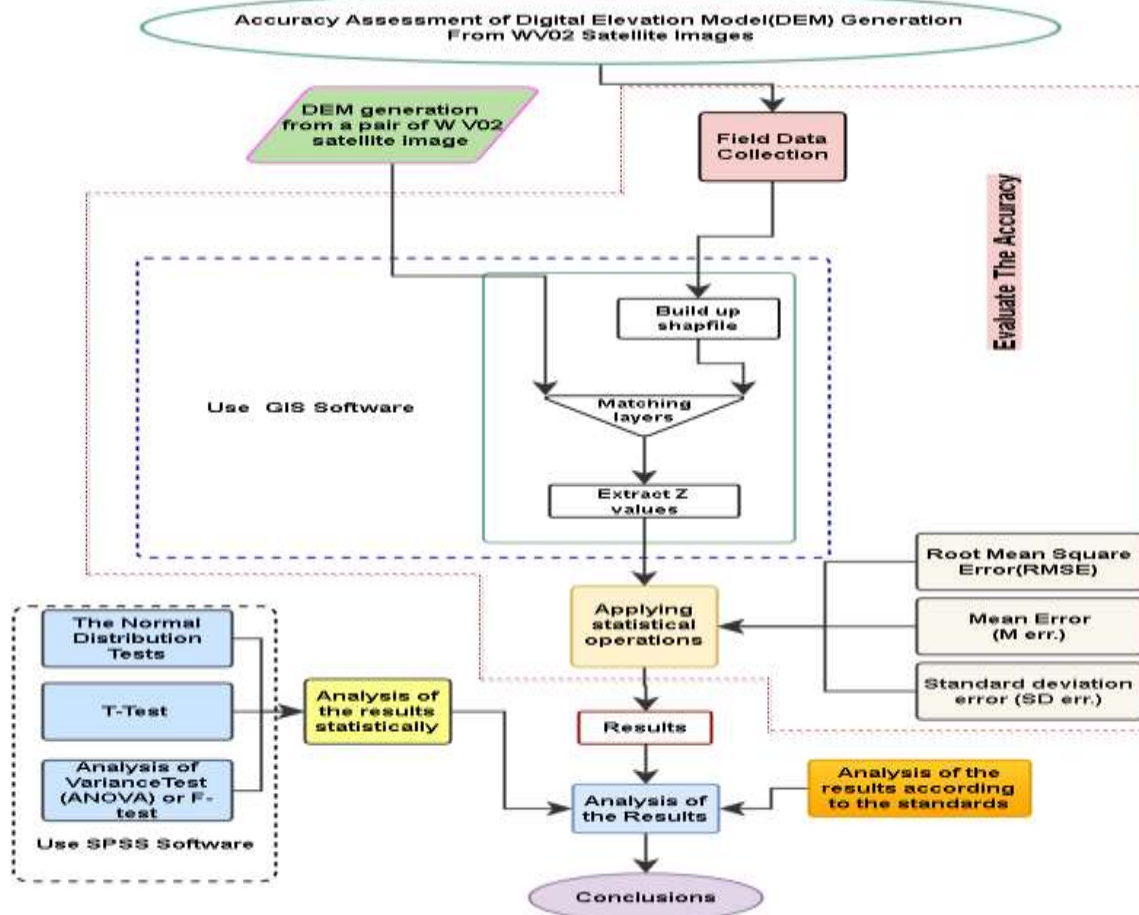 Accuracy Assessment of Digital Elevation Model(DEM) Generation
From WV02 Satellite Images
DEM generation
from a pair of W V02
satellite image
Field Data
Collection
Evaluate The Accuracy
Build up
shapfile
Use GIS Software
Matching
layers
Extract Z
values
Root Mean Square
Error(RMSE)
Applying
statistical
operations
Mean Error
(M err.)
Standard deviation
error (SD err.)
The Normal
Distribution
Tests
T-Test
Analysis of
VarianceTest
(ANOVA) or F-
test
Use SPSS Software
Analysis of
the results
statistically
Results
Analysis of
the Results
Analysis of the
results according
to the standards
Conclusions